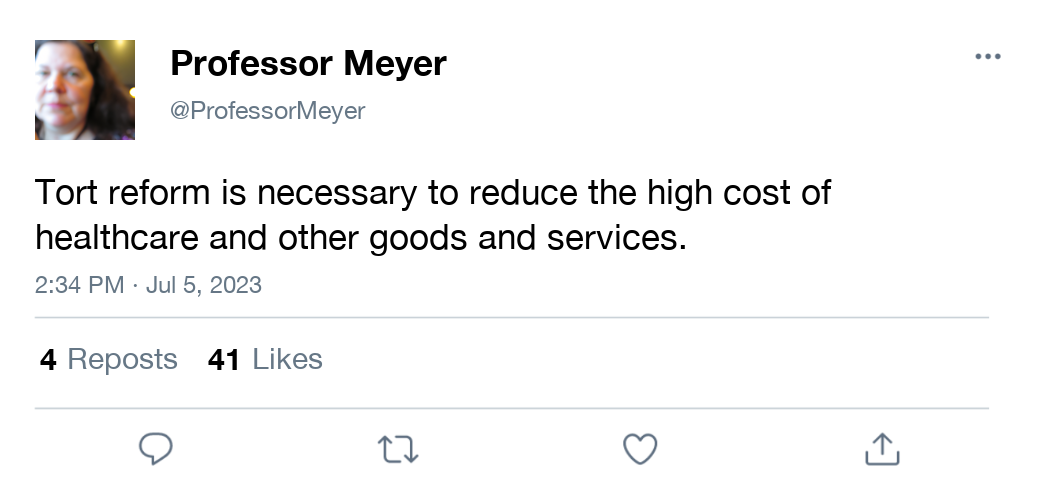 Professor Meyer
@ProfessorMeyer
Tort reform is necessary to reduce the high cost of
healthcare and other goods and services.
2:34 PM · Jul 5, 2023
4 Reposts 41 Likes